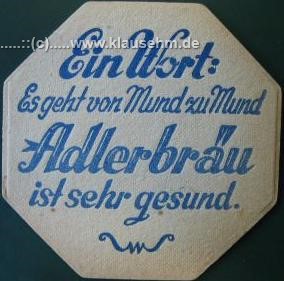 .....::(c).....www.klausehm.de.....
Ein Wort:
Es geht von Mund zu Mund
Adlerbräu
ist sehr gesund.